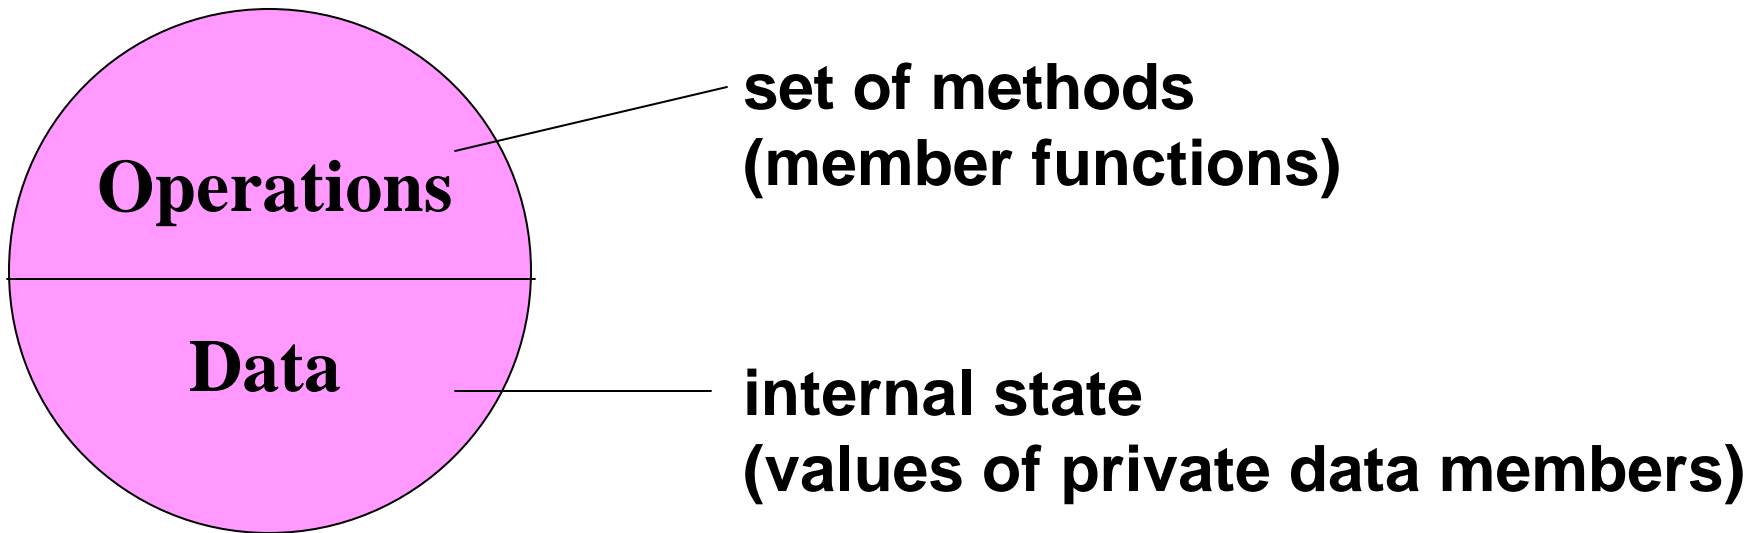 Operations
set of methods
(member functions)
Data
internal state
(values of private data members)